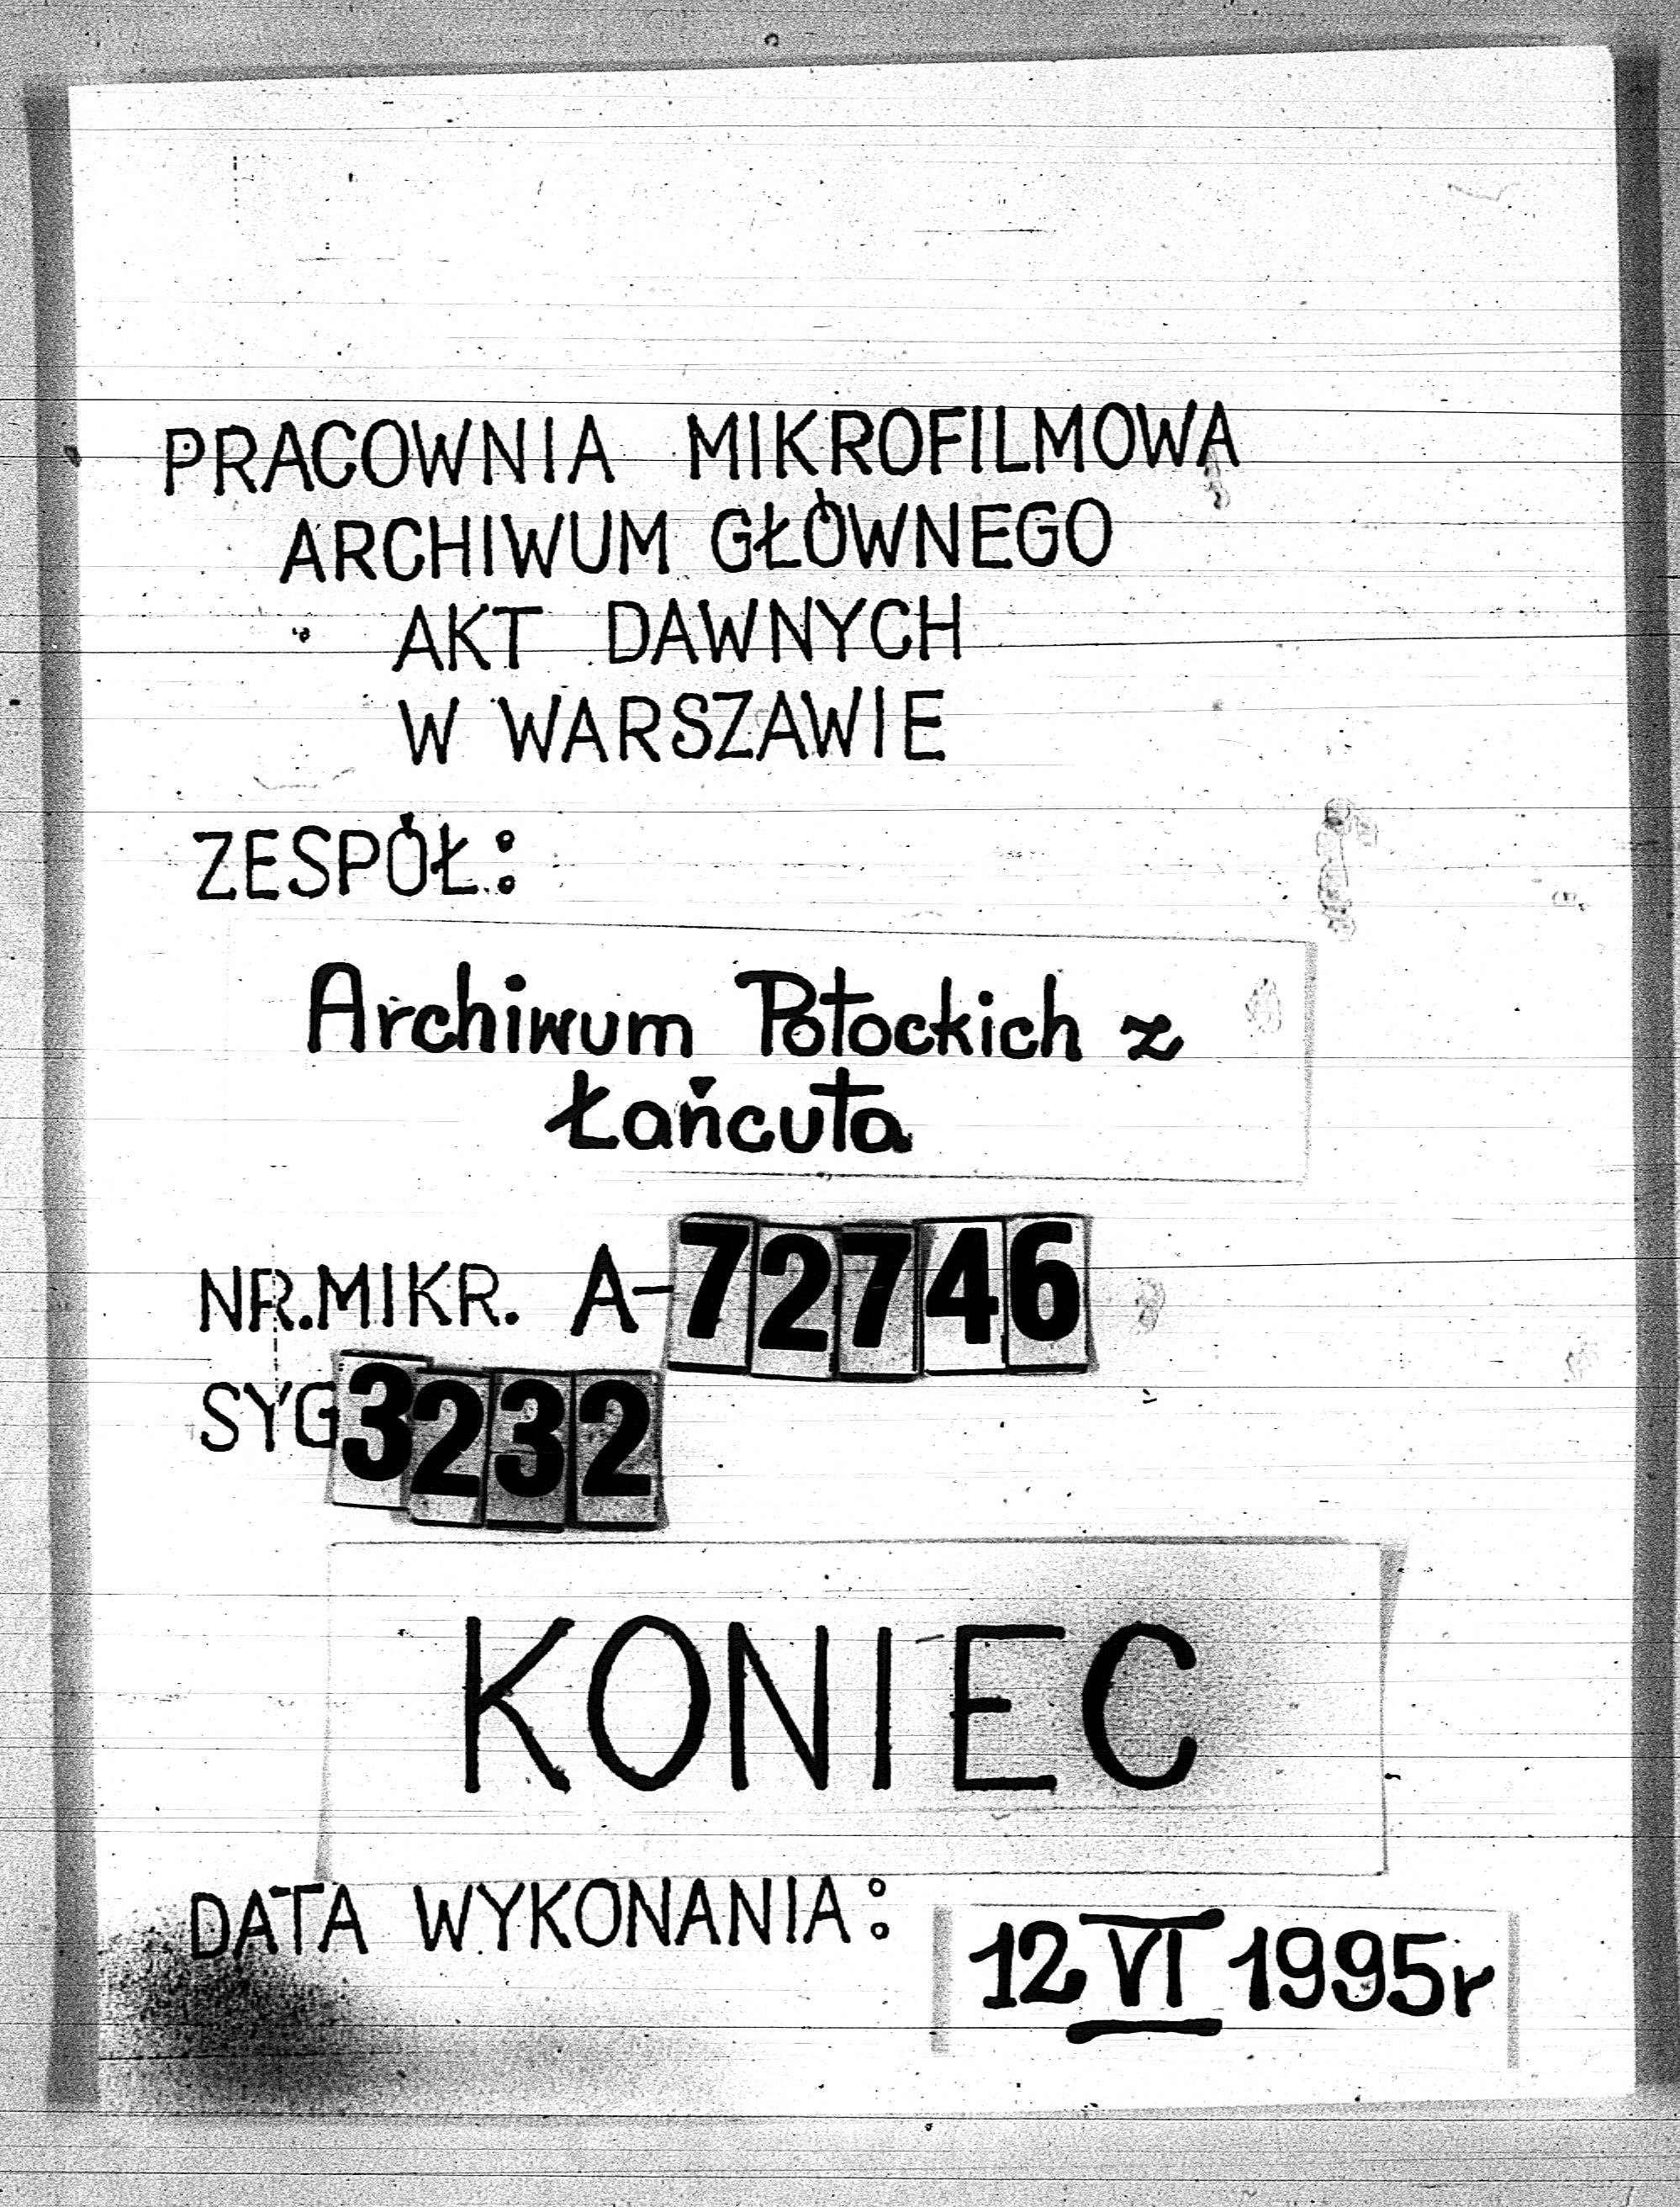 PRACOWNIA MIKROFILMOWA
ARCHIWUM GŁÓWNEGO
AKT DAWNYCH
W WARSZAWIE
ZESPÓŁ:
Archiwum Potockich z
Łańcuta
NR.MIKR. A-72746
SYG 3232
KONIEC
DATA WYKONANIA: 12 VI 1995r